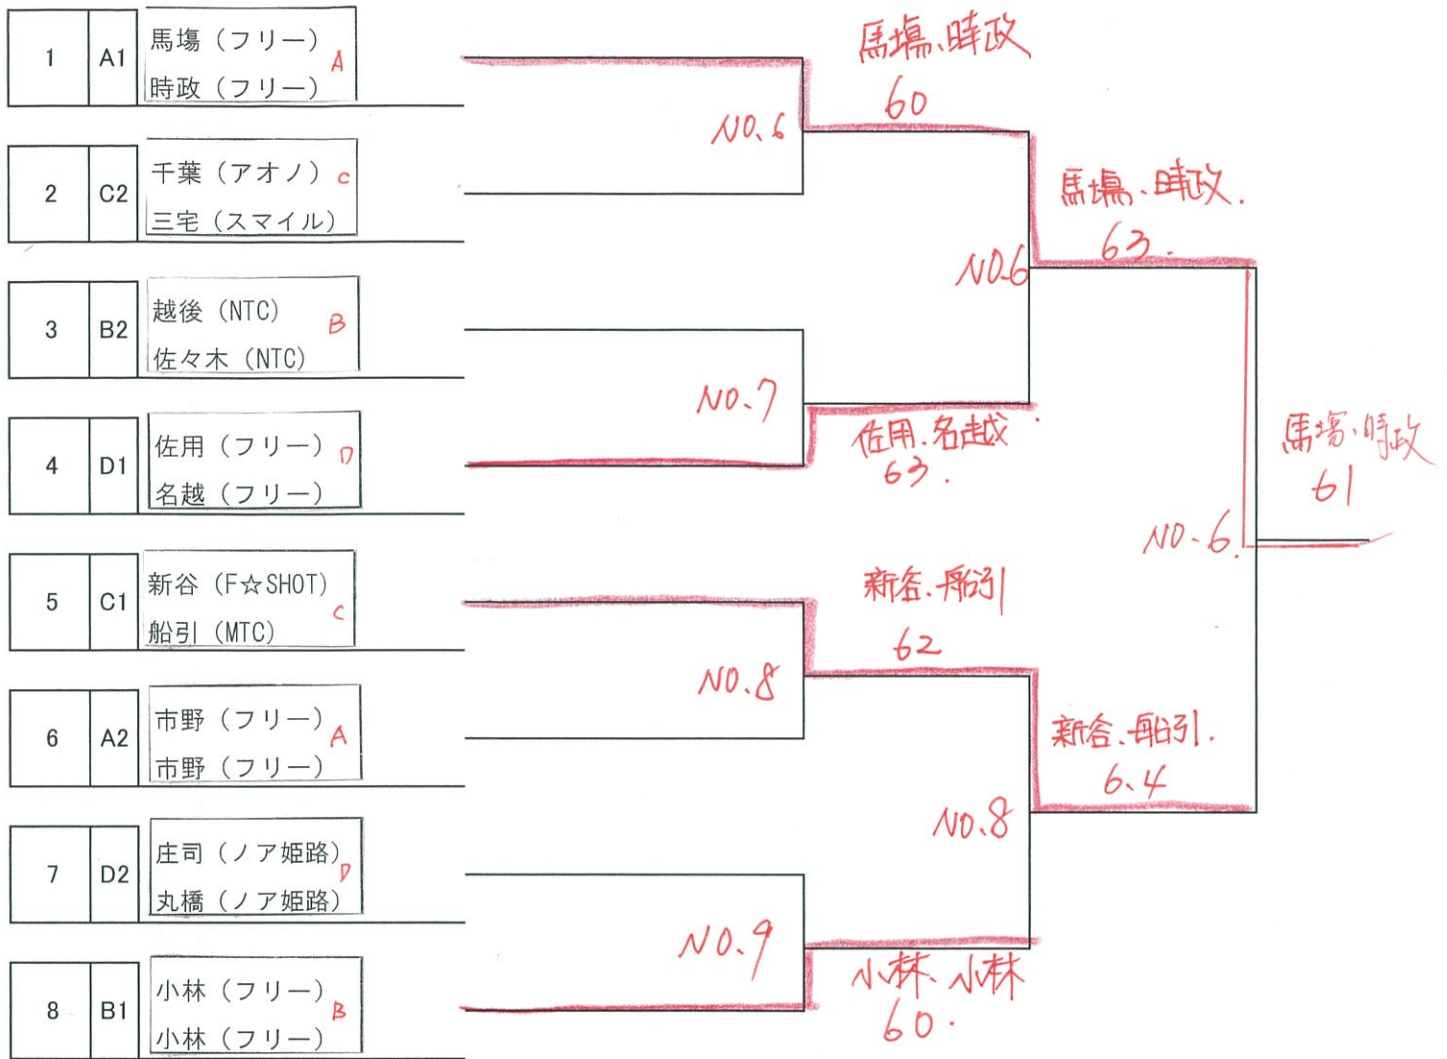 1 A1 馬塲（フリー） A
時政（フリー）
2 C2 千葉（アオノ） C
三宅（スマイル）
3 B2 越後（NTC） B
佐々木（NTC）
4 D1 佐用（フリー） D
名越（フリー）
5 C1 新谷（F☆SHOT） C
船引（MTC）
6 A2 市野（フリー） A
市野（フリー）
7 D2 庄司（ノア姫路） D
丸橋（ノア姫路）
8 B1 小林（フリー） B
小林（フリー）
NO.6
馬塲、時政
60
NO.7
佐用、名越
63.
NO.8
新谷、船引
62
NO.9
小林、小林
60.
NO.6
馬塲、時政.
63.
NO.8
新谷、船引.
6.4
NO-6.
馬塲、時政
61